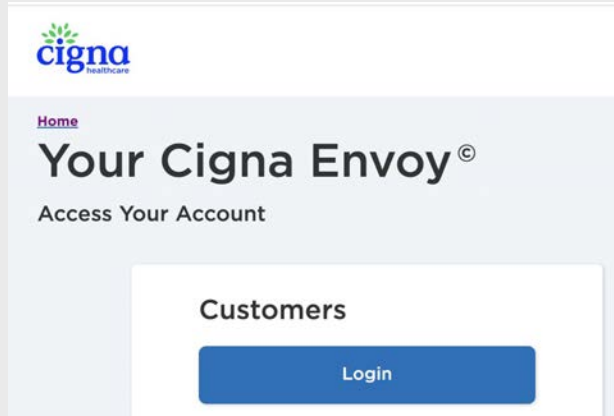 cigna
healthcare
Home
Your Cigna Envoy©
Access Your Account
Customers
Login